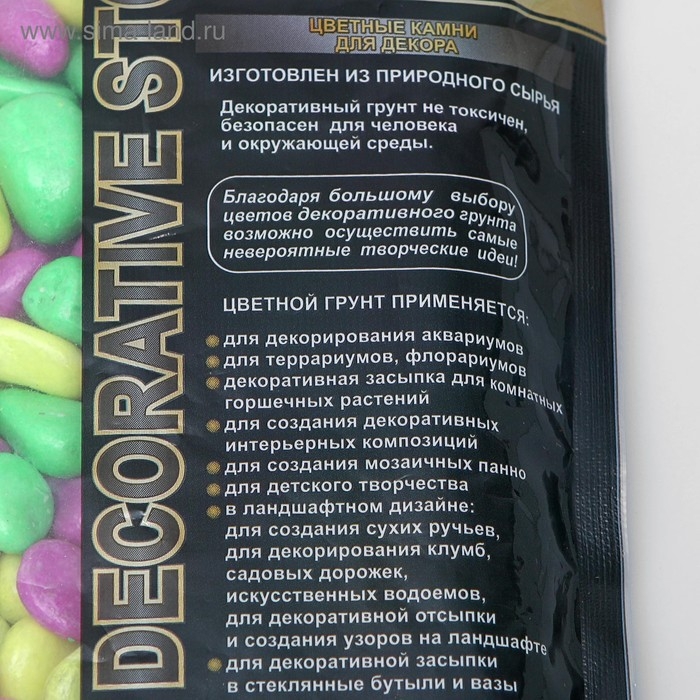 www.sima-land.ru
DECORATIVE STO
ЦВЕТНЫЕ КАМНИ
ДЛЯ ДЕКОРА
ИЗГОТОВЛЕН ИЗ ПРИРОДНОГО СЫРЬЯ
Декоративный грунт не токсичен,
безопасен для человека
и окружающей среды.
Благодаря большому выбору
цветов декоративного грунта
возможно осуществить самые
невероятные творческие идеи!
ЦВЕТНОЙ ГРУНТ ПРИМЕНЯЕТСЯ:
для декорирования аквариумов
для террариумов, флорариумов
декоративная засыпка для комнатных
горшечных растений
для создания декоративных
интерьерных композиций
для создания мозаичных панно
для детского творчества
в ландшафтном дизайне:
для создания сухих ручьев,
для декорирования клумб,
садовых дорожек,
искусственных водоемов,
для декоративной отсыпки
и создания узоров на ландшафте
для декоративной засыпки
в стеклянные бутыли и вазы